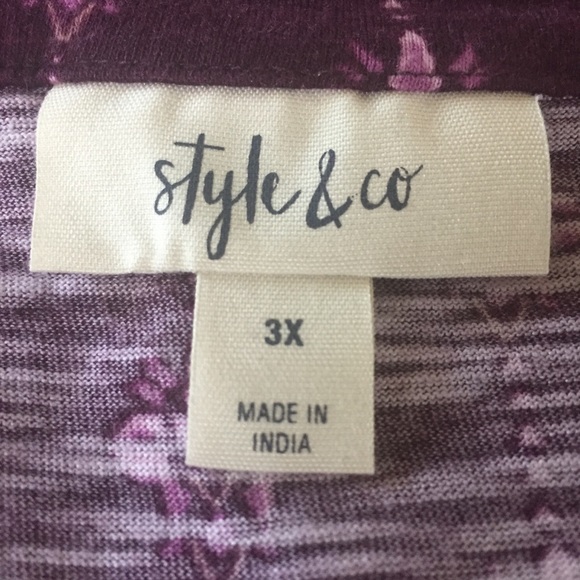 style & co
3X
MADE IN
INDIA